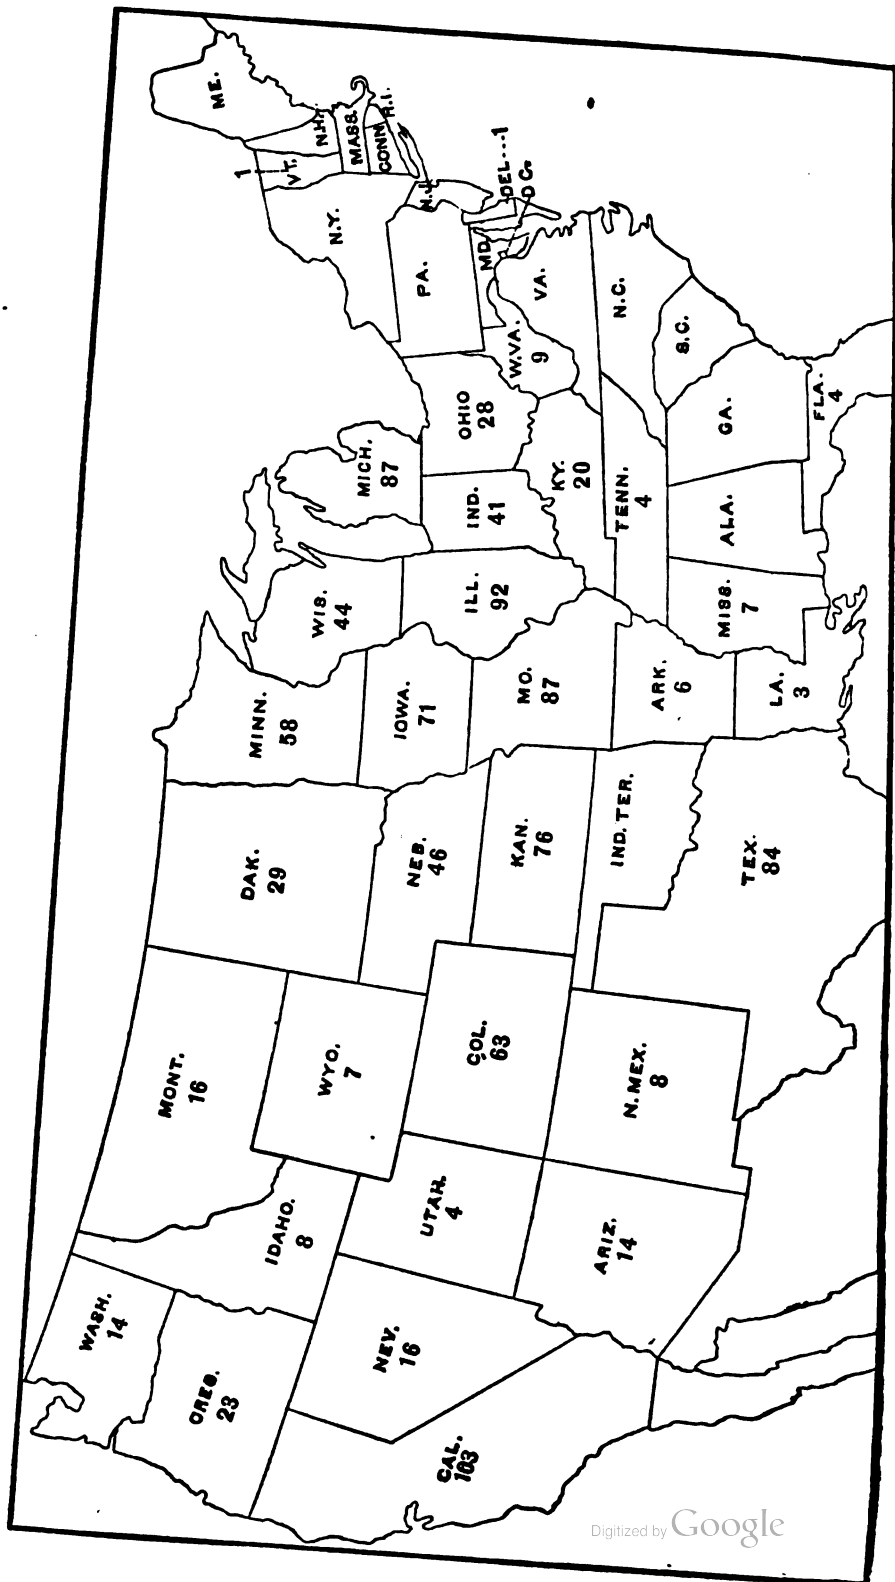 ME.
N.H.
1
VT.
MASS.
R.I.
CONN.
N.Y.
N.J.
PA.
DEL---1
D.C.
MD.
VA.
W.VA.
9
N.C.
S.C.
GA.
FLA.
4
OHIO
28
MICH.
87
IND.
41
KY.
20
TENN.
4
ALA.
MISS.
7
WIS.
44
ILL.
92
MINN.
58
IOWA.
71
MO.
87
ARK.
6
LA.
3
DAK.
29
NEB.
46
KAN.
76
IND. TER.
TEX.
84
MONT.
16
WYO.
7
COL.
63
N. MEX.
8
IDAHO.
8
UTAH.
4
ARIZ.
14
WASH.
14
OREG.
23
NEV.
16
CAL.
103
Digitized by Google